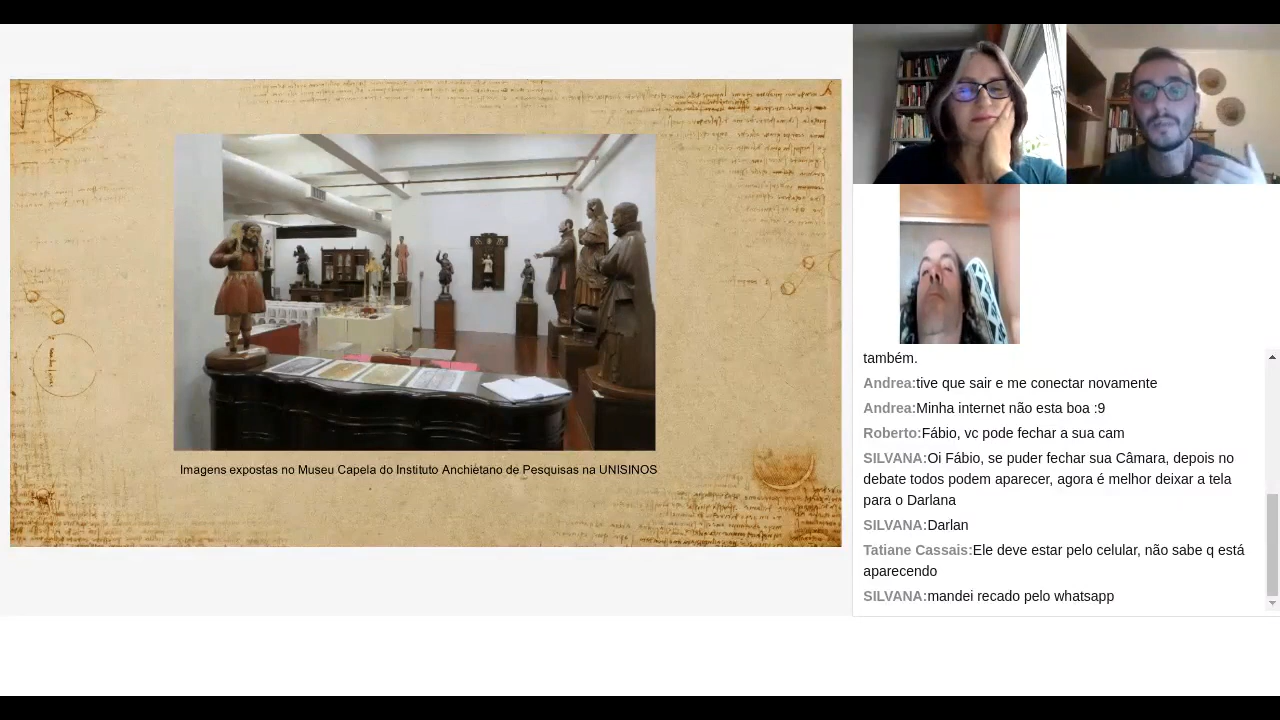 Imagens expostas no Museu Capela do Instituto Anchietano de Pesquisas na UNISINOS
também.
Andrea:tive que sair e me conectar novamente
Andrea:Minha internet não esta boa :9
Roberto:Fábio, vc pode fechar a sua cam
SILVANA:Oi Fábio, se puder fechar sua Câmara, depois no
debate todos podem aparecer, agora é melhor deixar a tela
para o Darlana
SILVANA:Darlan
Tatiane Cassais:Ele deve estar pelo celular, não sabe q está
aparecendo
SILVANA:mandei recado pelo whatsapp